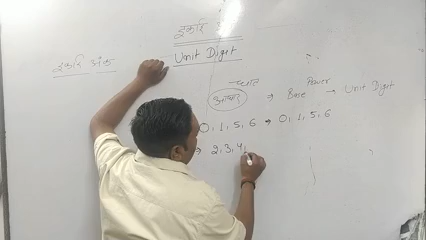 इकाई
Unit Digit
इकाई अंक
घात Power
आधार → Base → Unit Digit
0, 1, 5, 6 → 0, 1, 5, 6
→ 2, 3, 4,